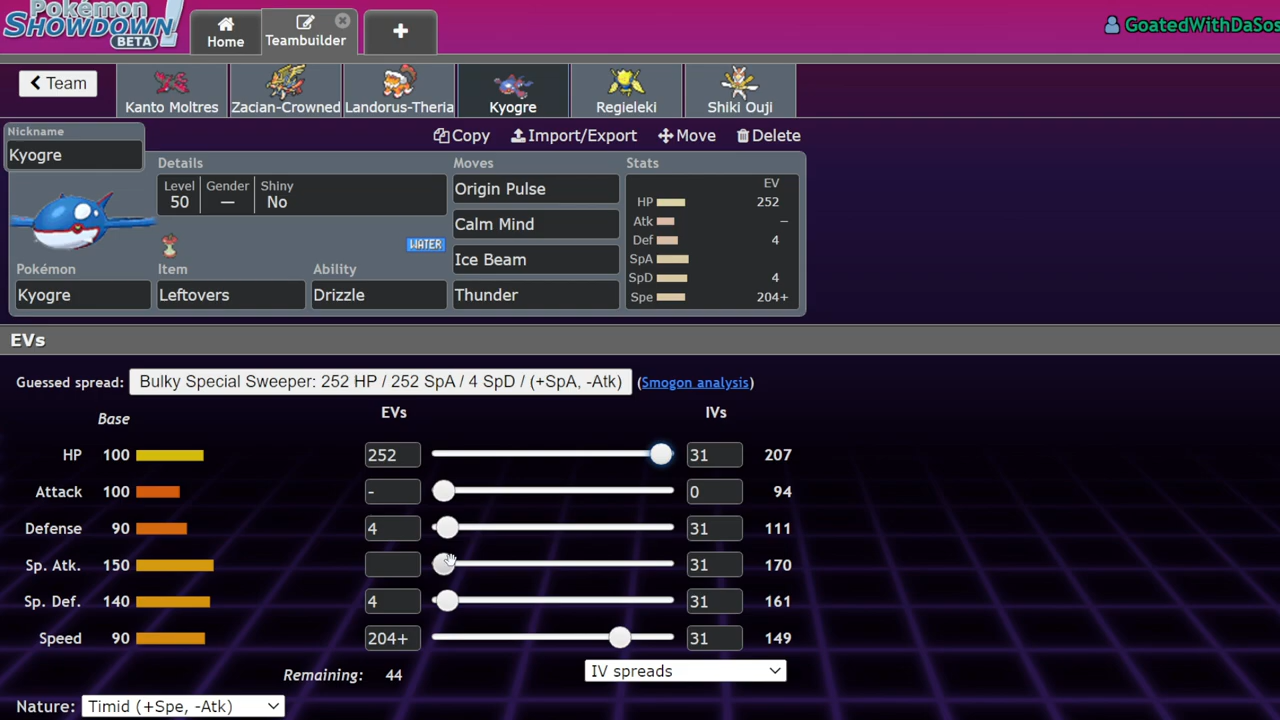 Pokémon
SHOWDOWN!
BETA
Home
Teambuilder
+
GoatedWithDaSos
Team
Kanto Moltres
Zacian-Crowned
Landorus-Theria
Kyogre
Regieleki
Shiki Ouji
Nickname
Kyogre
Copy
Import/Export
Move
Delete
Details
Moves
Stats
Level
50
Gender
—
Shiny
No
WATER
Pokémon
Kyogre
Item
Leftovers
Ability
Drizzle
Origin Pulse
Calm Mind
Ice Beam
Thunder
EV
HP 252
Atk –
Def 4
SpA
SpD 4
Spe 204+
EVs
Guessed spread: Bulky Special Sweeper: 252 HP / 252 SpA / 4 SpD / (+SpA, -Atk) (Smogon analysis)
Base EVs IVs
HP 100 252 31 207
Attack 100 - 0 94
Defense 90 4 31 111
Sp. Atk. 150 31 170
Sp. Def. 140 4 31 161
Speed 90 204+ 31 149
Remaining: 44 IV spreads
Nature: Timid (+Spe, -Atk)